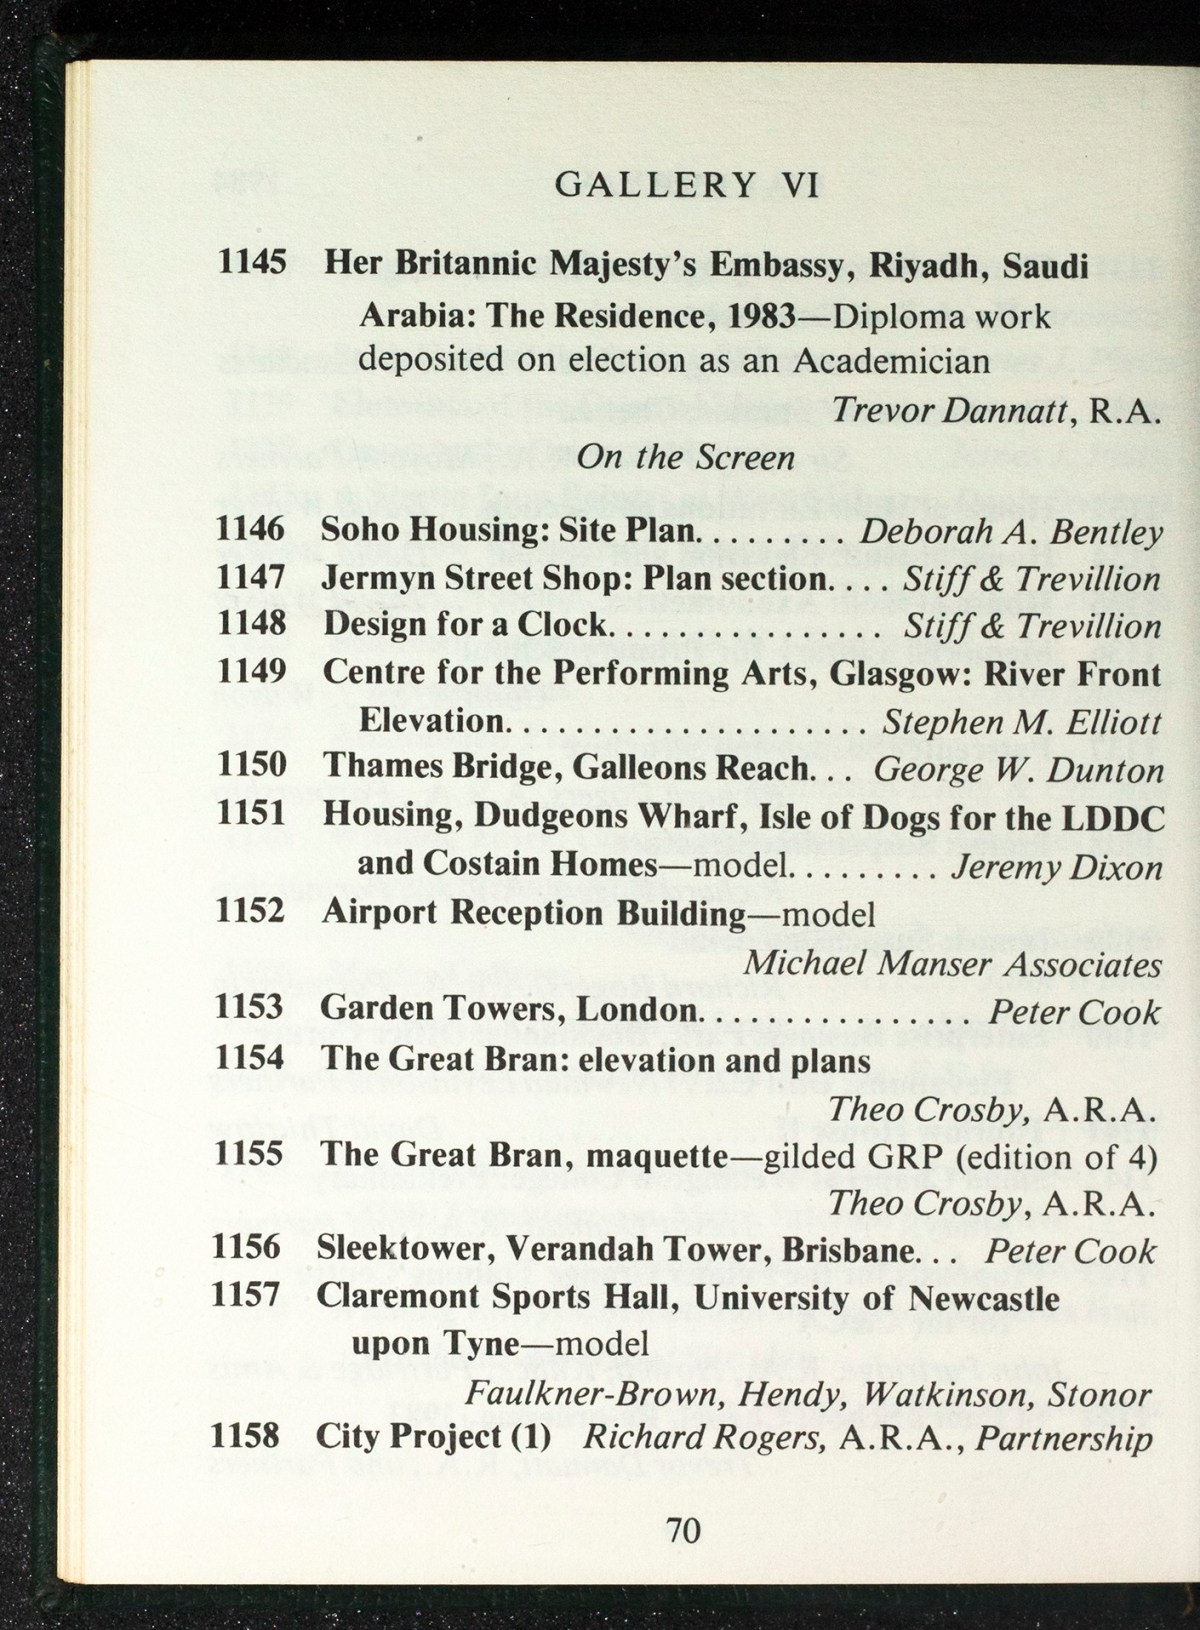 GALLERY VI
1145 Her Britannic Majesty's Embassy, Riyadh, Saudi
Arabia: The Residence, 1983—Diploma work
deposited on election as an Academician
Trevor Dannatt, R.A.
On the Screen
1146 Soho Housing: Site Plan......... Deborah A. Bentley
1147 Jermyn Street Shop: Plan section.... Stiff & Trevillion
1148 Design for a Clock................ Stiff & Trevillion
1149 Centre for the Performing Arts, Glasgow: River Front
Elevation.................... Stephen M. Elliott
1150 Thames Bridge, Galleons Reach... George W. Dunton
1151 Housing, Dudgeons Wharf, Isle of Dogs for the LDDC
and Costain Homes—model......... Jeremy Dixon
1152 Airport Reception Building—model
Michael Manser Associates
1153 Garden Towers, London................ Peter Cook
1154 The Great Bran: elevation and plans
Theo Crosby, A.R.A.
1155 The Great Bran, maquette—gilded GRP (edition of 4)
Theo Crosby, A.R.A.
1156 Sleektower, Verandah Tower, Brisbane... Peter Cook
1157 Claremont Sports Hall, University of Newcastle
upon Tyne—model
Faulkner-Brown, Hendy, Watkinson, Stonor
1158 City Project (1) Richard Rogers, A.R.A., Partnership
70